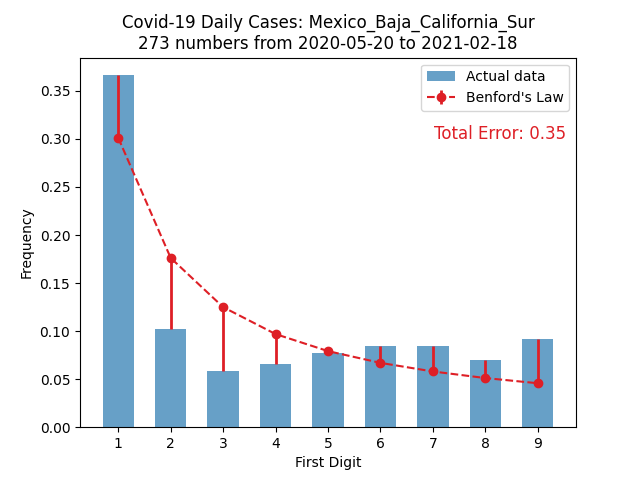 Covid-19 Daily Cases: Mexico_Baja_California_Sur
273 numbers from 2020-05-20 to 2021-02-18
Actual data
Benford's Law
Total Error: 0.35
Frequency
0.35
0.30
0.25
0.20
0.15
0.10
0.05
0.00
1 2 3 4 5 6 7 8 9
First Digit